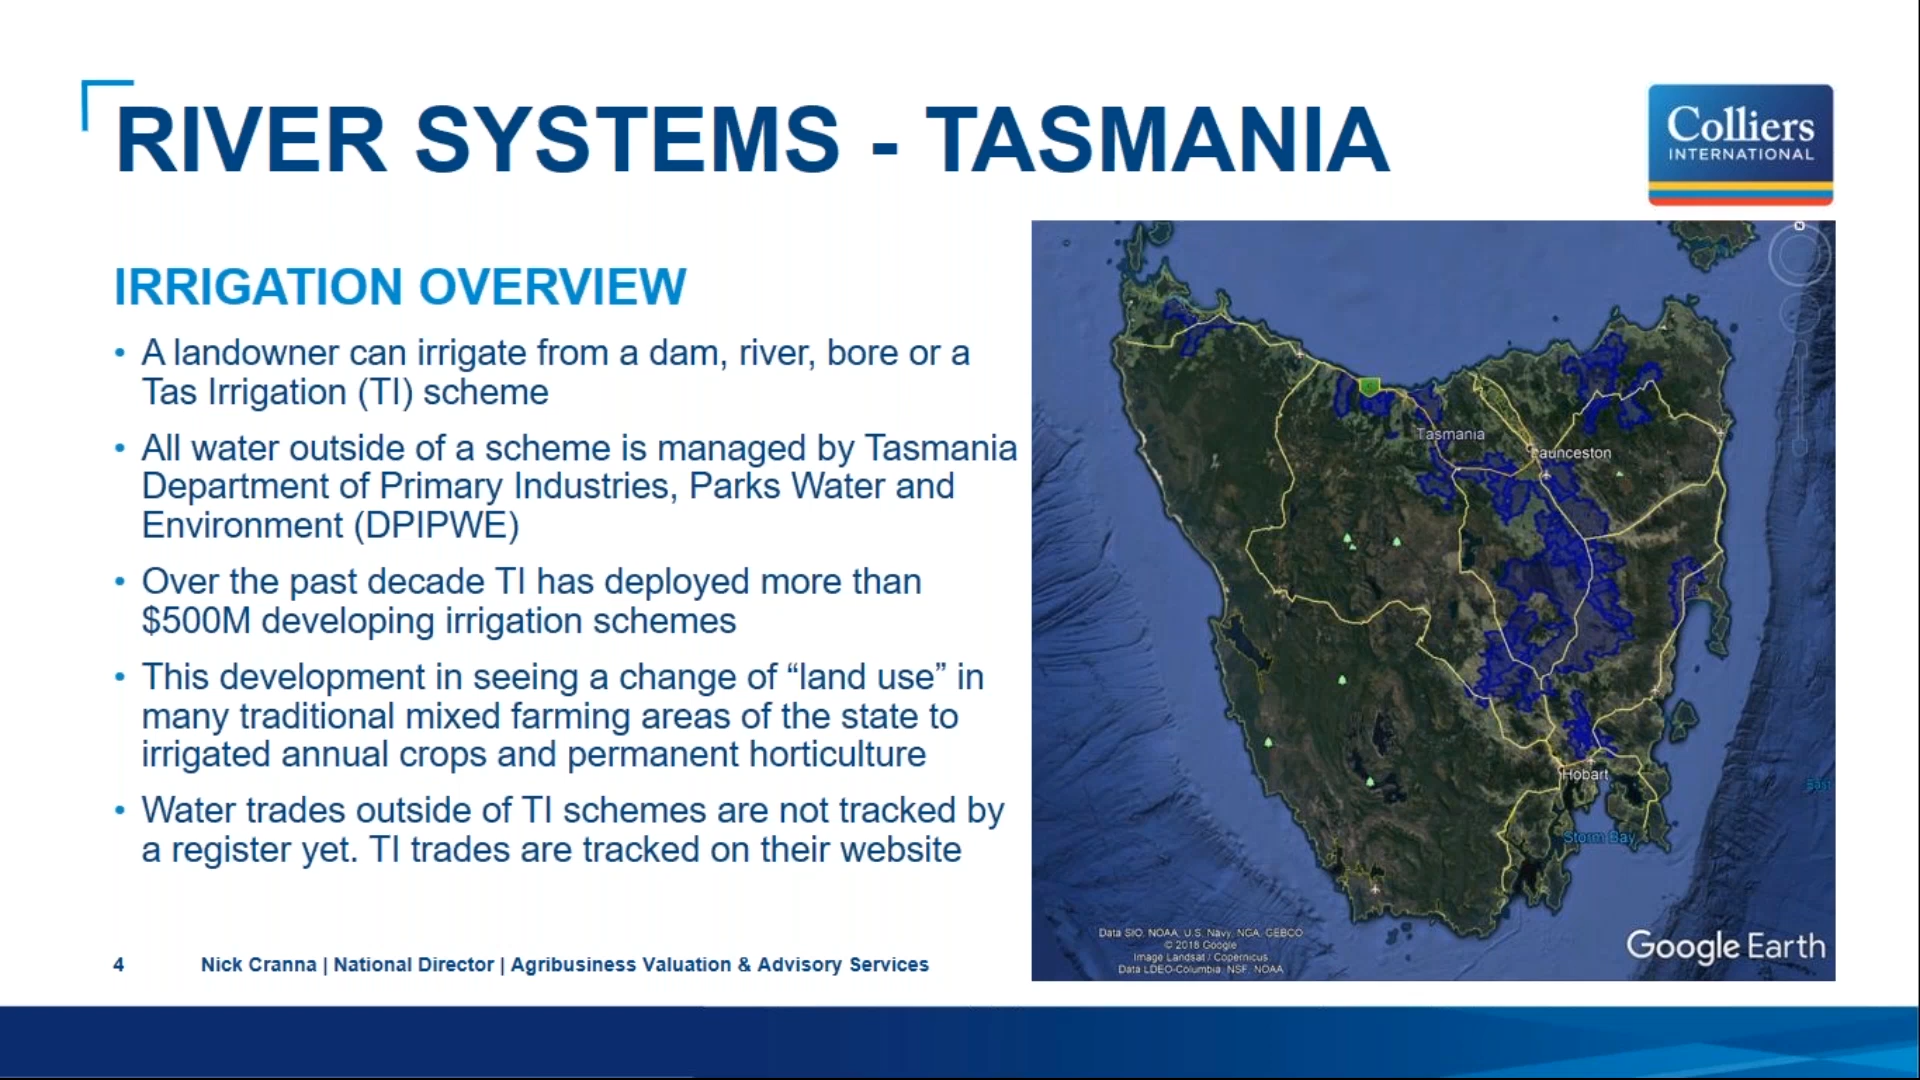 RIVER SYSTEMS - TASMANIA
Colliers
INTERNATIONAL
IRRIGATION OVERVIEW
• A landowner can irrigate from a dam, river, bore or a
Tas Irrigation (TI) scheme
• All water outside of a scheme is managed by Tasmania
Department of Primary Industries, Parks Water and
Environment (DPIPWE)
• Over the past decade TI has deployed more than
$500M developing irrigation schemes
• This development in seeing a change of “land use” in
many traditional mixed farming areas of the state to
irrigated annual crops and permanent horticulture
• Water trades outside of TI schemes are not tracked by
a register yet. TI trades are tracked on their website
N
Tasmania
Launceston
Hobart
East
Storm Bay
Data SIO, NOAA, U.S. Navy, NGA, GEBCO
© 2018 Google
Image Landsat / Copernicus
Data LDEO-Columbia, NSF, NOAA
Google Earth
4 Nick Cranna | National Director | Agribusiness Valuation & Advisory Services